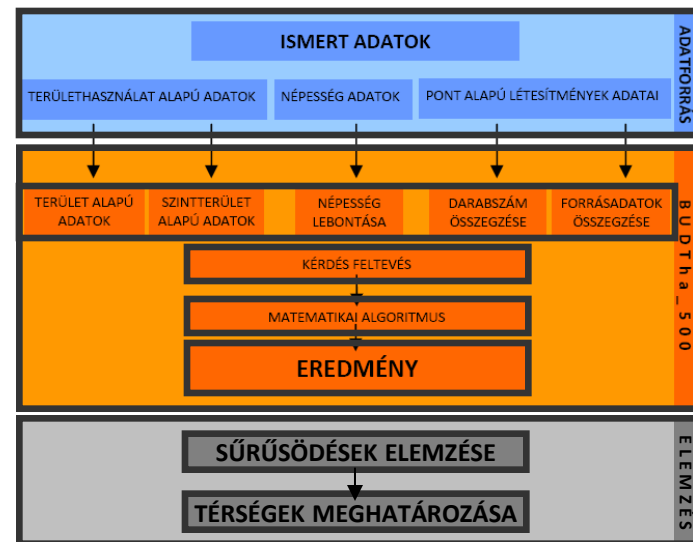 ISMERT ADATOK
TERÜLETHASZNÁLAT ALAPÚ ADATOK
NÉPESSÉG ADATOK
PONT ALAPÚ LÉTESÍTMÉNYEK ADATAI
ADATFORRÁS
TERÜLET ALAPÚ
ADATOK
SZINTTERÜLET
ALAPÚ ADATOK
NÉPESSÉG
LEBONTÁSA
DARABSZÁM
ÖSSZEGZÉSE
FORRÁSADATOK
ÖSSZEGZÉSE
KÉRDÉS FELTEVÉS
MATEMATIKAI ALGORITMUS
EREDMÉNY
BUDTha_500
SŰRŰSÖDÉSEK ELEMZÉSE
TÉRSÉGEK MEGHATÁROZÁSA
ELEMZÉS